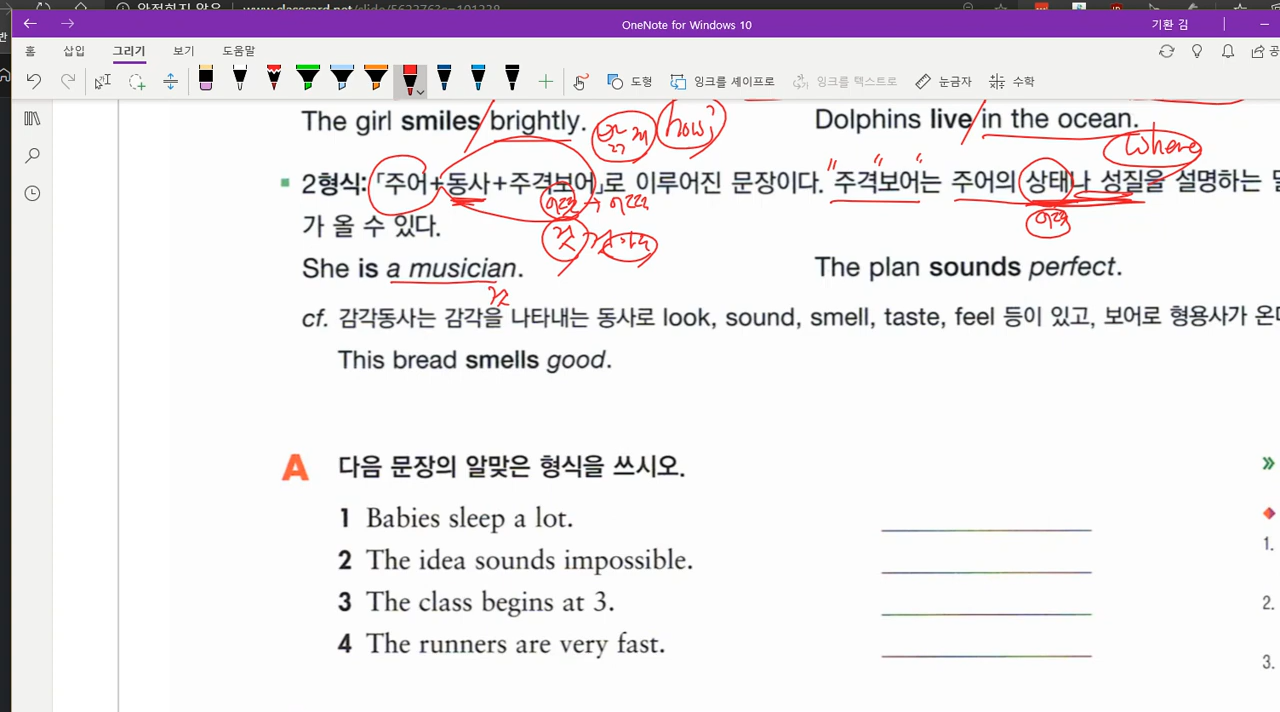 OneNote for Windows 10
기환 김
홈 삽입 그리기 보기 도움말
도형 잉크를 셰이프로 잉크를 텍스트로 눈금자 수학
The girl smiles brightly. how?
Dolphins live in the ocean. where
2형식: 「주어+동사+주격보어」로 이루어진 문장이다. "주격보어는 주어의 상태나 성질을 설명하는
가 올 수 있다.
She is a musician.
The plan sounds perfect.
cf. 감각동사는 감각을 나타내는 동사로 look, sound, smell, taste, feel 등이 있고, 보어로 형용사가
This bread smells good.
A 다음 문장의 알맞은 형식을 쓰시오.
1 Babies sleep a lot.
2 The idea sounds impossible.
3 The class begins at 3.
4 The runners are very fast.
1.
2.
3.